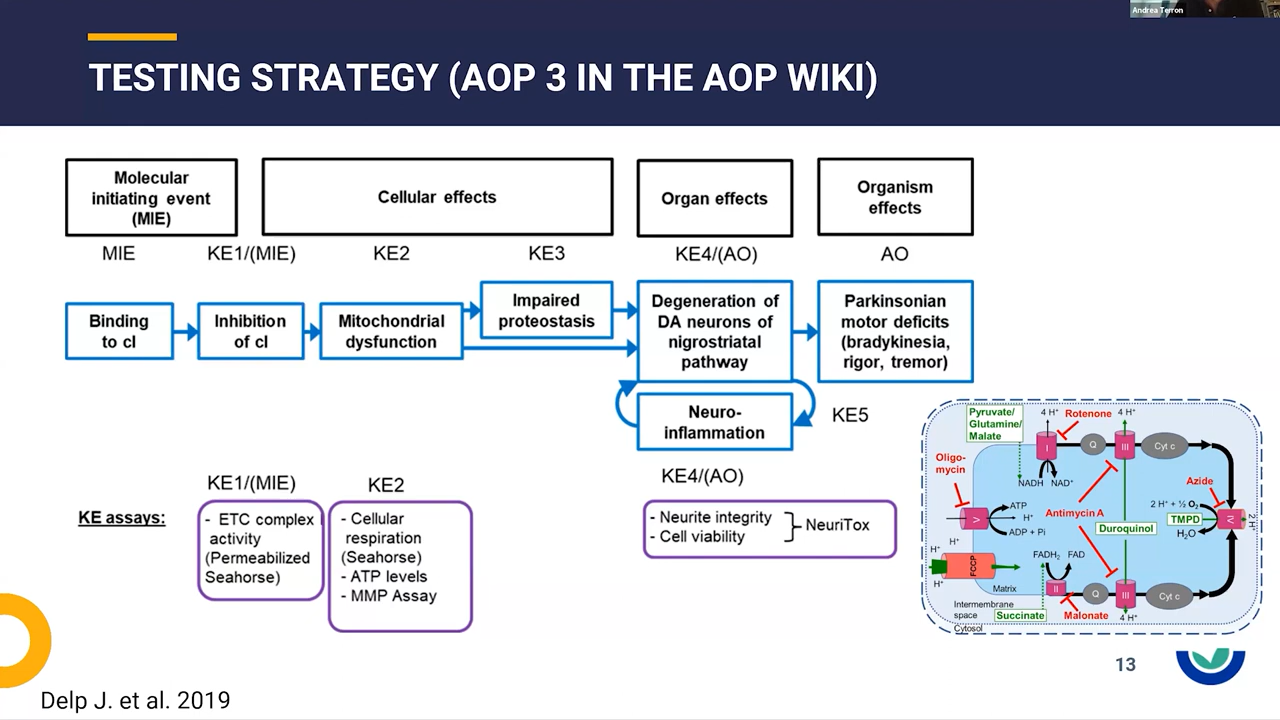 Andrea Terron
TESTING STRATEGY (AOP 3 IN THE AOP WIKI)
Molecular
initiating event
(MIE)
Cellular effects
Organ effects
Organism
effects
MIE
KE1/(MIE)
KE2
KE3
KE4/(AO)
AO
Binding
to cI
Inhibition
of cI
Mitochondrial
dysfunction
Impaired
proteostasis
Degeneration of
DA neurons of
nigrostriatal
pathway
Parkinsonian
motor deficits
(bradykinesia,
rigor, tremor)
Neuro-
inflammation
KE5
KE4/(AO)
KE assays:
KE1/(MIE)
- ETC complex I
activity
(Permeabilized
Seahorse)
KE2
- Cellular
respiration
(Seahorse)
- ATP levels
- MMP Assay
- Neurite integrity
- Cell viability
NeuriTox
Pyruvate/
Glutamine/
Malate
4 H⁺
Rotenone
4 H⁺
I
Q
III
Cyt c
Oligo-
mycin
NADH
NAD⁺
Azide
V
ATP
H⁺
ADP + Pi
H⁺
Antimycin A
Duroquinol
2 H⁺ + ½ O₂
TMPD
H₂O
IV
2 H⁺
H⁺
FCCP
H⁺
FADH₂
FAD
Matrix
II
Q
III
Cyt c
Intermembrane
space
Succinate
Malonate
4 H⁺
Cytosol
13
Delp J. et al. 2019